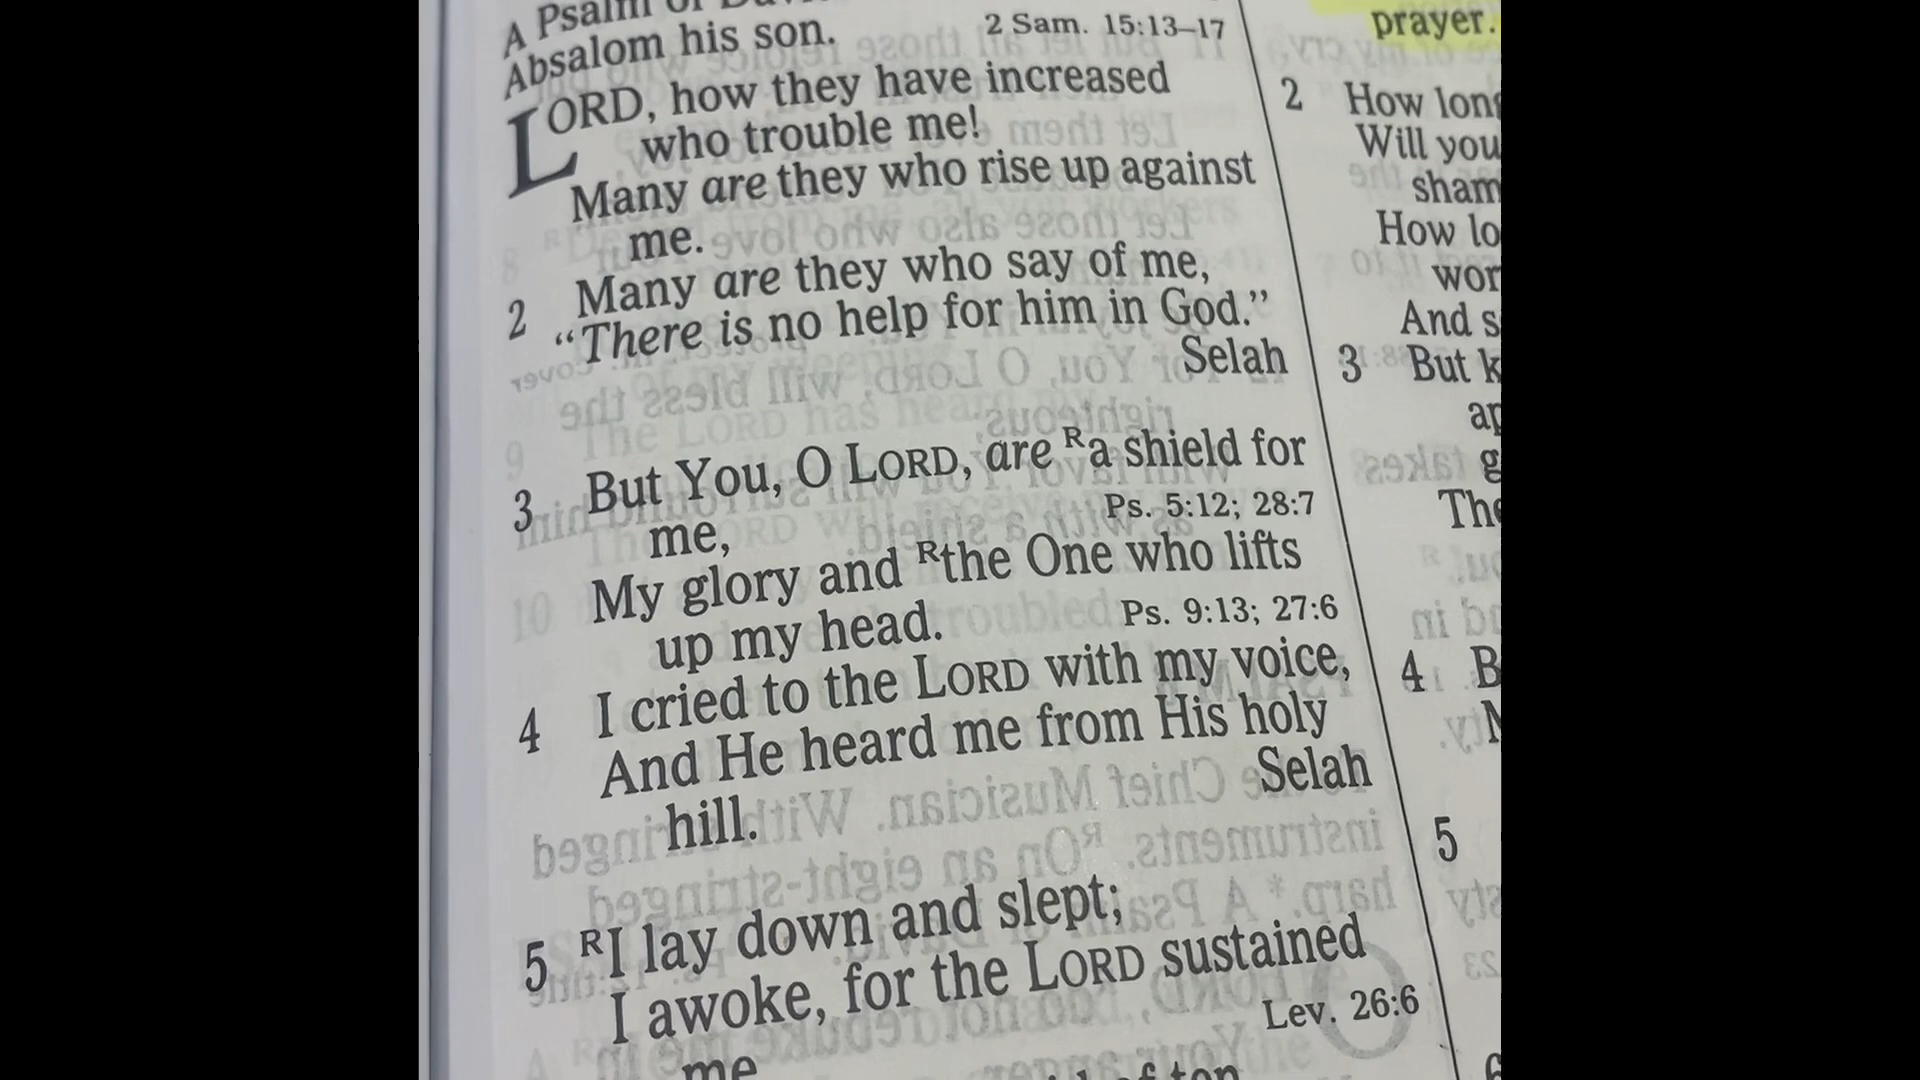 A Psalm of
Absalom his son. 2 Sam. 15:13–17
LORD, how they have increased
who trouble me!
Many are they who rise up against
me.
2 Many are they who say of me,
“There is no help for him in God.”
Selah
3 But You, O LORD, are Ra shield for
me, Ps. 5:12; 28:7
My glory and Rthe One who lifts
up my head. Ps. 9:13; 27:6
4 I cried to the LORD with my voice,
And He heard me from His holy
hill. Selah
5 RI lay down and slept;
I awoke, for the LORD sustained
me Lev. 26:6
prayer.
2 How long
Will you
sham
How lo
wor
And s
3 But k
ap
g
The
4 B
M
5
6